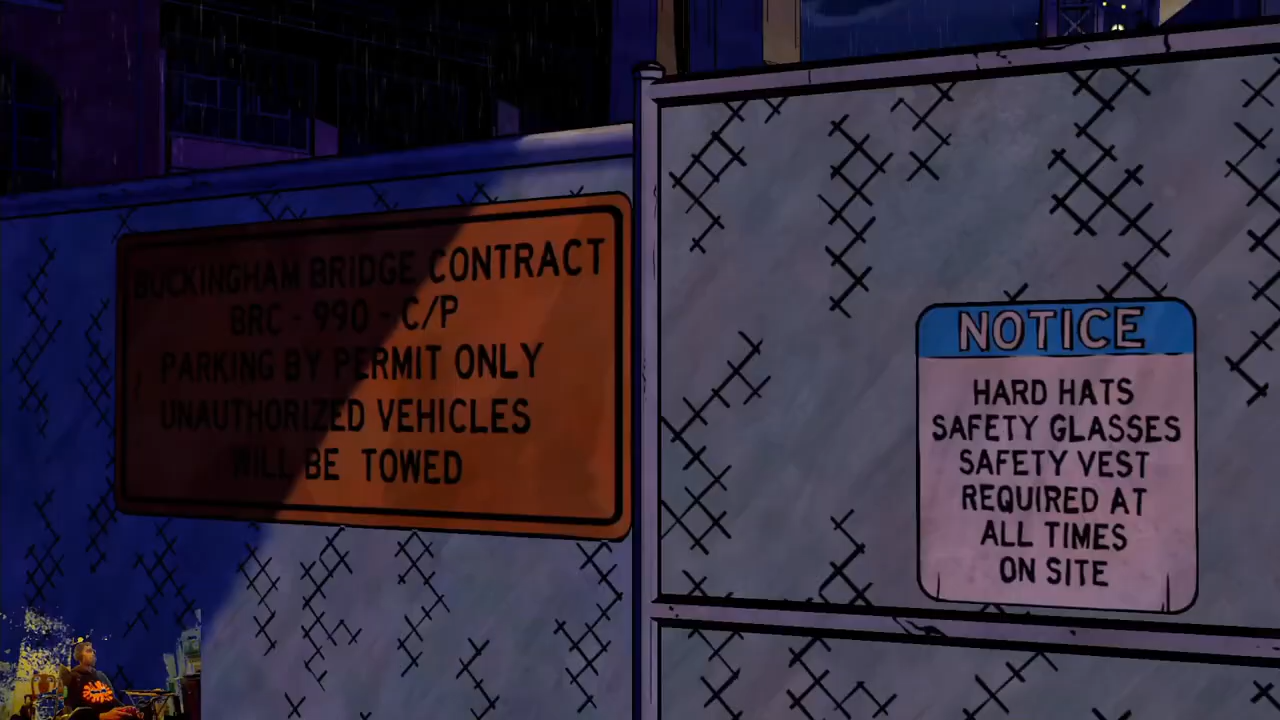 BUCKINGHAM BRIDGE CONTRACT
BRC - 990 - C/P
PARKING BY PERMIT ONLY
UNAUTHORIZED VEHICLES
WILL BE TOWED
NOTICE
HARD HATS
SAFETY GLASSES
SAFETY VEST
REQUIRED AT
ALL TIMES
ON SITE